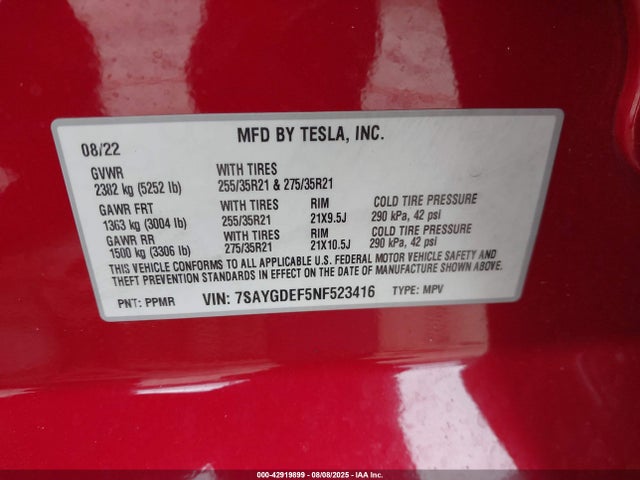 08/22 MFD BY TESLA, INC.
GVWR WITH TIRES
2382 kg (5252 lb) 255/35R21 & 275/35R21
GAWR FRT WITH TIRES RIM COLD TIRE PRESSURE
1363 kg (3004 lb) 255/35R21 21X9.5J 290 kPa, 42 psi
GAWR RR WITH TIRES RIM COLD TIRE PRESSURE
1500 kg (3306 lb) 275/35R21 21X10.5J 290 kPa, 42 psi
THIS VEHICLE CONFORMS TO ALL APPLICABLE U.S. FEDERAL MOTOR VEHICLE SAFETY AND
THEFT PREVENTION STANDARDS IN EFFECT ON THE DATE OF MANUFACTURE SHOWN ABOVE.
PNT: PPMR VIN: 7SAYGDEF5NF523416 TYPE: MPV
000-42919899 - 08/08/2025 - IAA Inc.